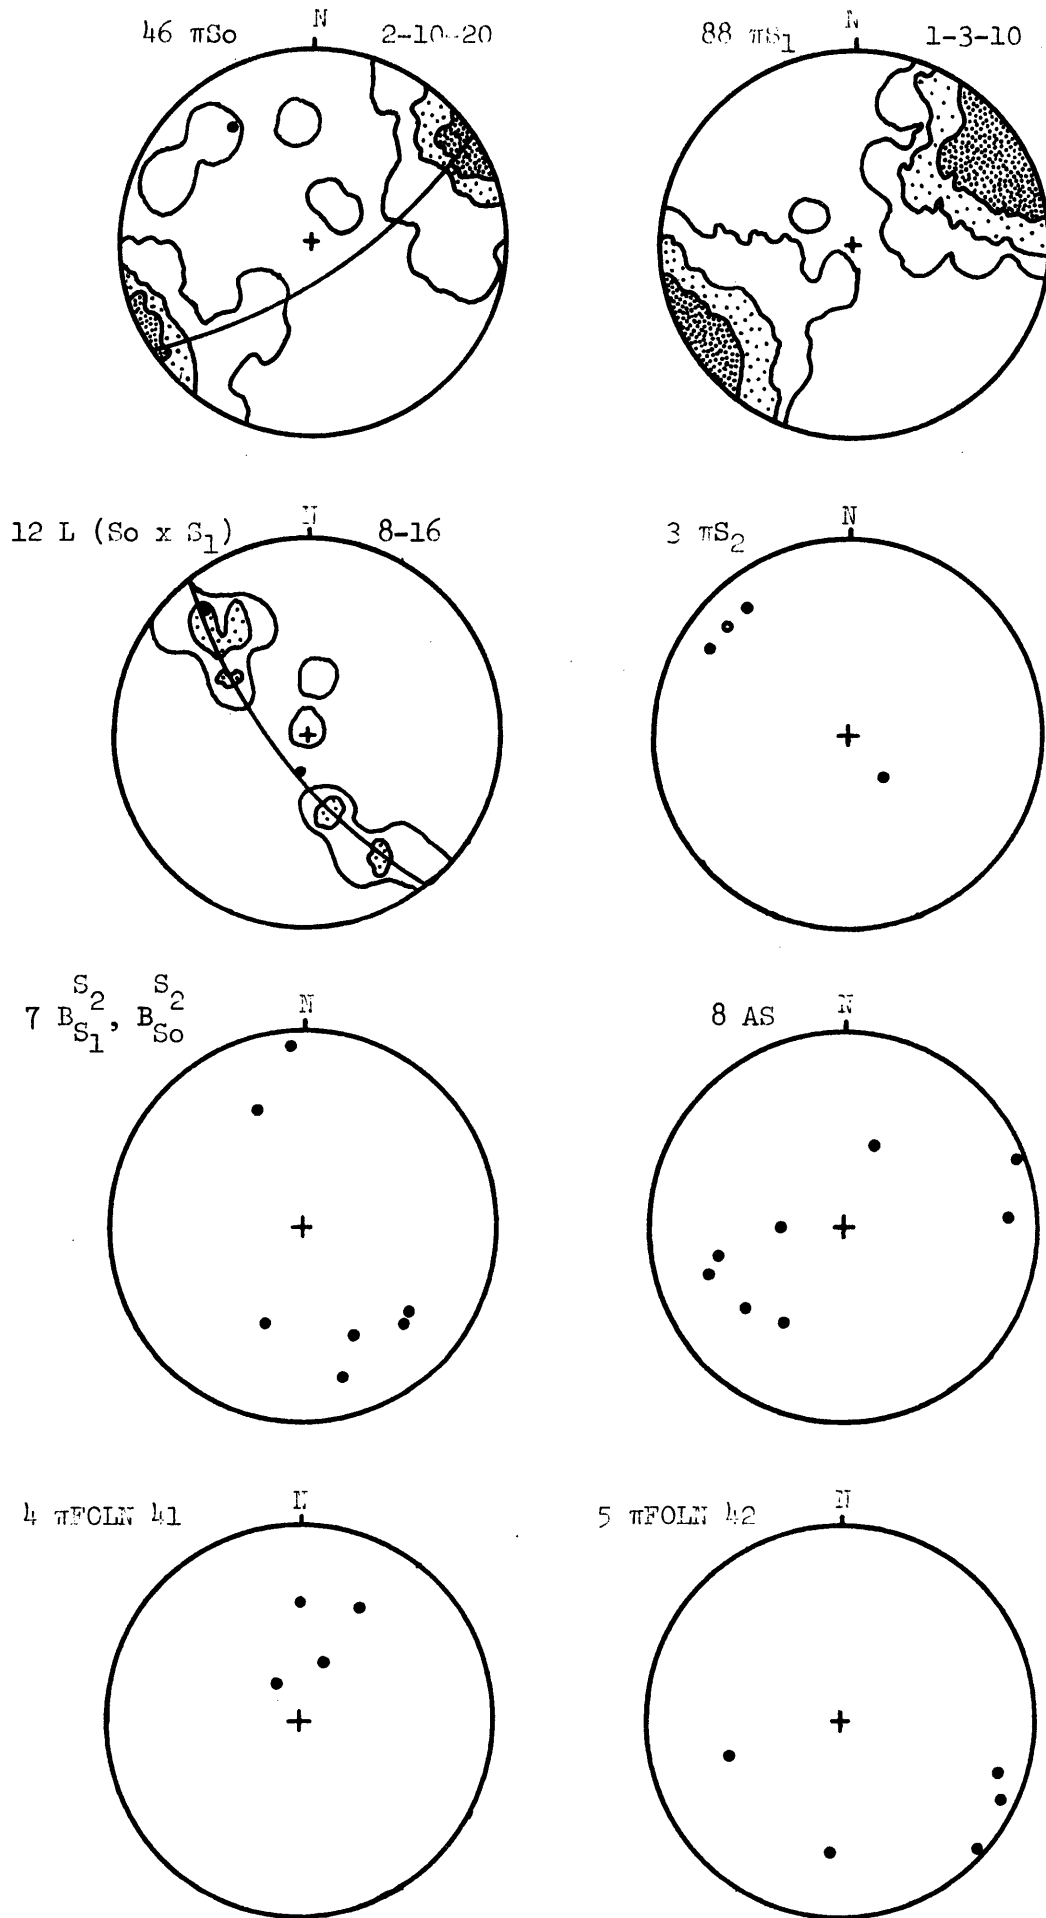 46 πSo 2-10-20
N
88 πS1 1-3-10
N
12 L (So x S1) 8-16
N
3 πS2
N
7 B S2 S1, B S2 So
N
8 AS
N
4 πFOLN 41
N
5 πFOLN 42
N